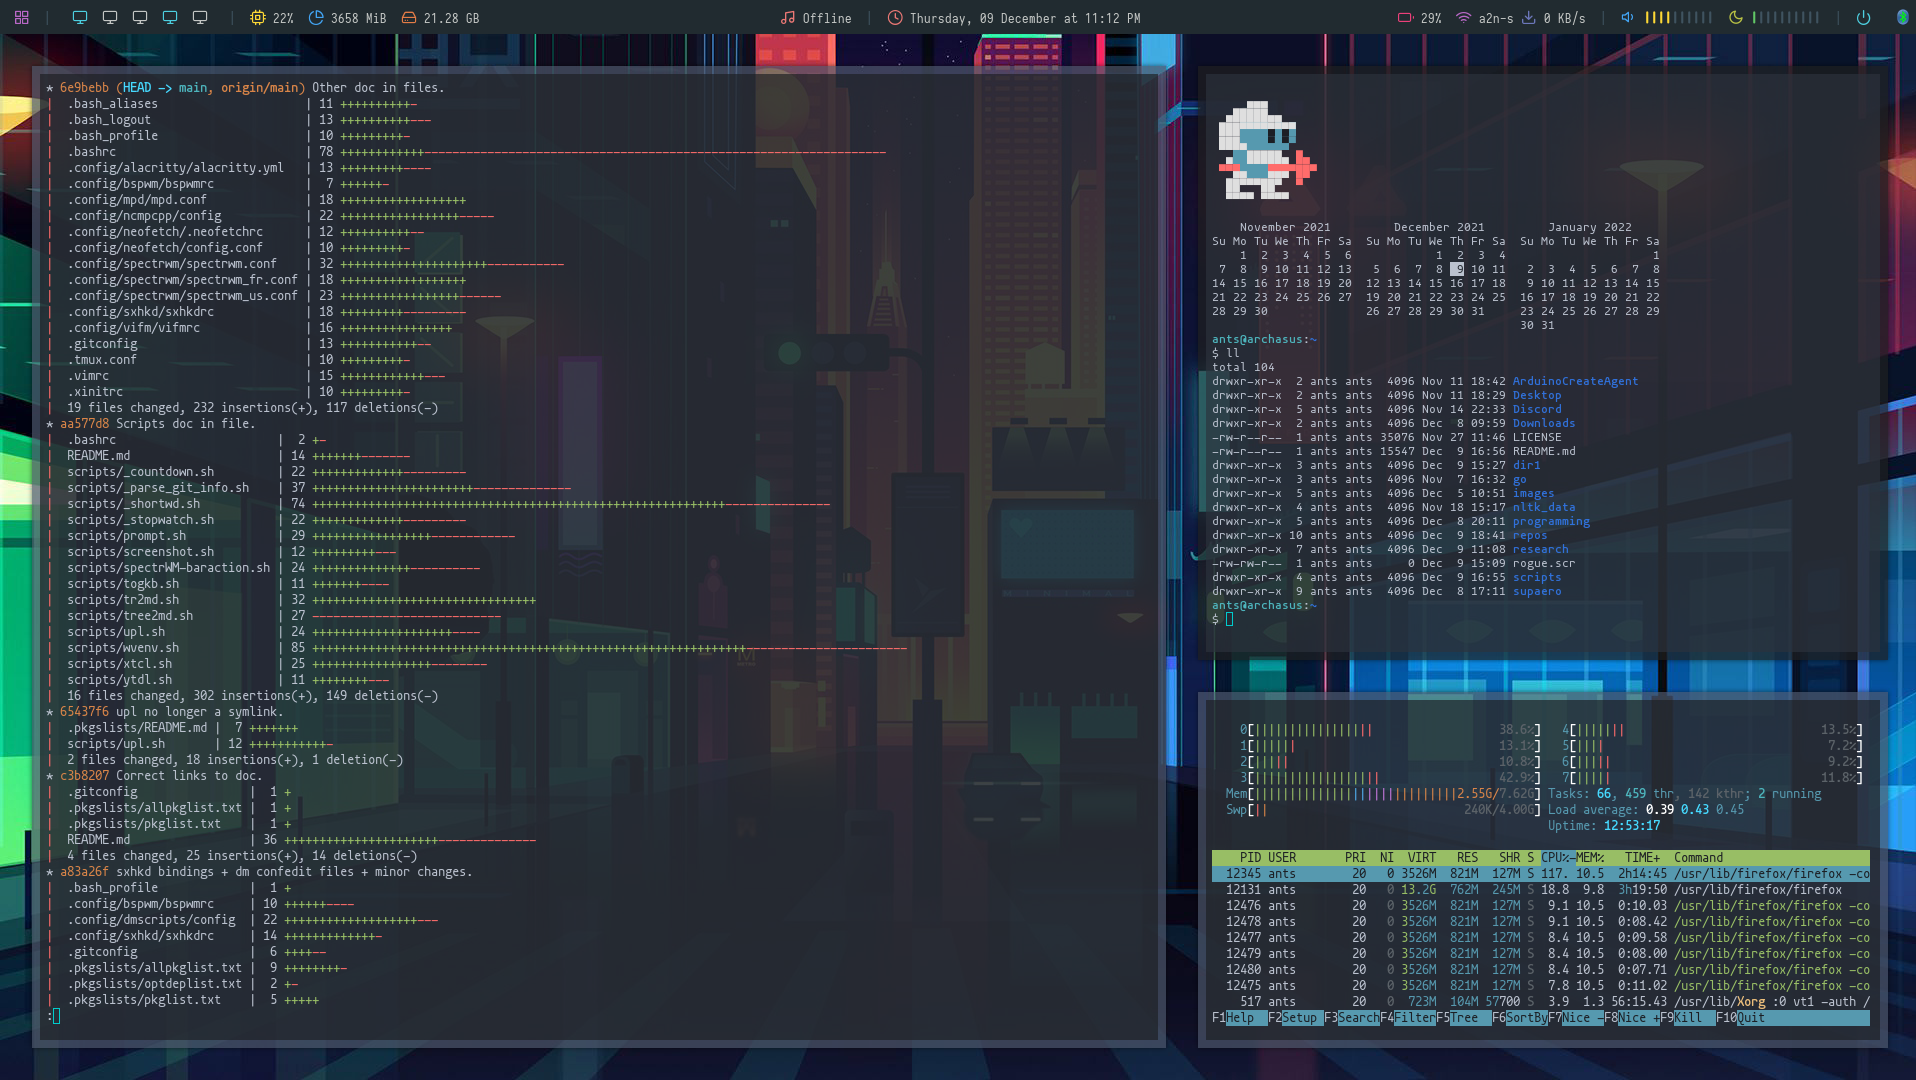 22% 3658 MiB 21.28 GB Offline Thursday, 09 December at 11:12 PM 29% a2n-s 0 KB/s
* 6e9bebb (HEAD -> main, origin/main) Other doc in files.
| .bash_aliases | 11 ++++++++++-
| .bash_logout | 13 ++++++++++---
| .bash_profile | 10 +++++++++-
| .bashrc | 78 ++++++++++++------------------------------------------------------------------
| .config/alacritty/alacritty.yml | 13 +++++++++----
| .config/bspwm/bspwmrc | 7 ++++++-
| .config/mpd/mpd.conf | 18 ++++++++++++++++++
| .config/ncmpcpp/config | 22 +++++++++++++++++-----
| .config/neofetch/.neofetchrc | 12 ++++++++++--
| .config/neofetch/config.conf | 10 +++++++++-
| .config/spectrwm/spectrwm.conf | 32 +++++++++++++++++++++-----------
| .config/spectrwm/spectrwm_fr.conf | 18 ++++++++++++++++++
| .config/spectrwm/spectrwm_us.conf | 23 +++++++++++++++++------
| .config/sxhkd/sxhkdrc | 18 +++++++++---------
| .config/vifm/vifmrc | 16 ++++++++++++++++
| .gitconfig | 13 +++++++++++--
| .tmux.conf | 10 +++++++++-
| .vimrc | 15 ++++++++++++---
| .xinitrc | 10 +++++++++-
| 19 files changed, 232 insertions(+), 117 deletions(-)
* aa577d8 Scripts doc in file.
| .bashrc | 2 +-
| README.md | 14 +++++++-------
| scripts/_countdown.sh | 22 +++++++++++++---------
| scripts/_parse_git_info.sh | 37 +++++++++++++++++++++++--------------
| scripts/_shortwd.sh | 74 +++++++++++++++++++++++++++++++++++++++++++++++++++++++++++---------------
| scripts/_stopwatch.sh | 22 +++++++++++++---------
| scripts/prompt.sh | 29 +++++++++++++++++------------
| scripts/screenshot.sh | 12 +++++++++---
| scripts/spectrWM-baraction.sh | 24 ++++++++++++++----------
| scripts/togkb.sh | 11 +++++++----
| scripts/tr2md.sh | 32 ++++++++++++++++++++++++++++++++
| scripts/tree2md.sh | 27 ---------------------------
| scripts/upl.sh | 24 ++++++++++++++++++++----
| scripts/wvenv.sh | 85 ++++++++++++++++++++++++++++++++++++++++++++++++++++++++++++++-----------------------
| scripts/xtcl.sh | 25 +++++++++++++++++--------
| scripts/ytdl.sh | 11 ++++++++---
| 16 files changed, 302 insertions(+), 149 deletions(-)
* 65437f6 upl no longer a symlink.
| .pkgslists/README.md | 7 +++++++
| scripts/upl.sh | 12 +++++++++++-
| 2 files changed, 18 insertions(+), 1 deletion(-)
* c3b8207 Correct links to doc.
| .gitconfig | 1 +
| .pkgslists/allpkglist.txt | 1 +
| .pkgslists/pkglist.txt | 1 +
| README.md | 36 ++++++++++++++++++++++--------------
| 4 files changed, 25 insertions(+), 14 deletions(-)
* a83a26f sxhkd bindings + dm confedit files + minor changes.
| .bash_profile | 1 +
| .config/bspwm/bspwmrc | 10 ++++++----
| .config/dmscripts/config | 22 +++++++++++++++++++---
| .config/sxhkd/sxhkdrc | 14 +++++++++++++-
| .gitconfig | 6 ++++--
| .pkgslists/allpkglist.txt | 9 ++++++++-
| .pkgslists/optdeplist.txt | 2 +-
| .pkgslists/pkglist.txt | 5 +++++
:
November 2021 December 2021 January 2022
Su Mo Tu We Th Fr Sa Su Mo Tu We Th Fr Sa Su Mo Tu We Th Fr Sa
1 2 3 4 5 6 1 2 3 4 1
7 8 9 10 11 12 13 5 6 7 8 9 10 11 2 3 4 5 6 7 8
14 15 16 17 18 19 20 12 13 14 15 16 17 18 9 10 11 12 13 14 15
21 22 23 24 25 26 27 19 20 21 22 23 24 25 16 17 18 19 20 21 22
28 29 30 26 27 28 29 30 31 23 24 25 26 27 28 29
30 31
ants@archasus:~
$ ll
total 104
drwxr-xr-x 2 ants ants 4096 Nov 11 18:42 ArduinoCreateAgent
drwxr-xr-x 2 ants ants 4096 Nov 11 18:29 Desktop
drwxr-xr-x 5 ants ants 4096 Nov 14 22:33 Discord
drwxr-xr-x 2 ants ants 4096 Dec 8 09:59 Downloads
-rw-r--r-- 1 ants ants 35076 Nov 27 11:46 LICENSE
-rw-r--r-- 1 ants ants 15547 Dec 9 16:56 README.md
drwxr-xr-x 3 ants ants 4096 Dec 9 15:27 dir1
drwxr-xr-x 3 ants ants 4096 Nov 7 16:32 go
drwxr-xr-x 5 ants ants 4096 Dec 5 10:51 images
drwxr-xr-x 4 ants ants 4096 Nov 18 15:17 nltk_data
drwxr-xr-x 5 ants ants 4096 Dec 8 20:11 programming
drwxr-xr-x 10 ants ants 4096 Dec 9 18:41 repos
drwxr-xr-x 7 ants ants 4096 Dec 9 11:08 research
-rw-rw-r-- 1 ants ants 0 Dec 9 15:09 rogue.scr
drwxr-xr-x 4 ants ants 4096 Dec 9 16:55 scripts
drwxr-xr-x 9 ants ants 4096 Dec 8 17:11 supaero
ants@archasus:~
$
0[||||||||||||||||| 38.6%] 4[||||||| 13.5%]
1[|||||| 13.1%] 5[|||| 7.2%]
2[||||| 10.8%] 6[||||| 9.2%]
3[|||||||||||||||||| 42.9%] 7[||||| 11.8%]
Mem[|||||||||||||||||||||||||||||2.55G/7.62G] Tasks: 66, 459 thr, 142 kthr; 2 running
Swp[|| 240K/4.00G] Load average: 0.39 0.43 0.45
Uptime: 12:53:17
PID USER PRI NI VIRT RES SHR S CPU%-MEM% TIME+ Command
12345 ants 20 0 3526M 821M 127M S 117. 10.5 2h14:45 /usr/lib/firefox/firefox -co
12131 ants 20 0 13.2G 762M 245M S 18.8 9.8 3h19:50 /usr/lib/firefox/firefox
12476 ants 20 0 3526M 821M 127M S 9.1 10.5 0:10.03 /usr/lib/firefox/firefox -co
12478 ants 20 0 3526M 821M 127M S 9.1 10.5 0:08.42 /usr/lib/firefox/firefox -co
12477 ants 20 0 3526M 821M 127M S 8.4 10.5 0:09.58 /usr/lib/firefox/firefox -co
12479 ants 20 0 3526M 821M 127M S 8.4 10.5 0:08.00 /usr/lib/firefox/firefox -co
12480 ants 20 0 3526M 821M 127M S 8.4 10.5 0:07.71 /usr/lib/firefox/firefox -co
12475 ants 20 0 3526M 821M 127M S 7.8 10.5 0:11.02 /usr/lib/firefox/firefox -co
517 ants 20 0 723M 104M 57700 S 3.9 1.3 56:15.43 /usr/lib/Xorg :0 vt1 -auth /
F1Help F2Setup F3SearchF4FilterF5Tree F6SortByF7Nice -F8Nice +F9Kill F10Quit